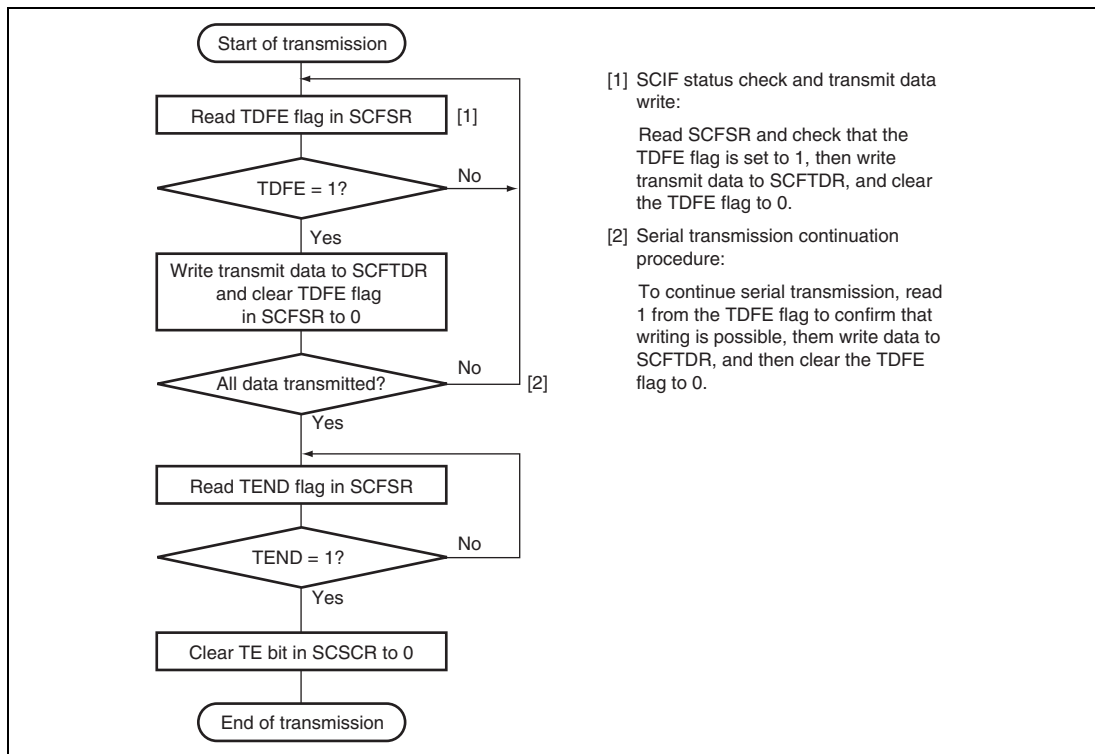 Start of transmission
Read TDFE flag in SCFSR
[1]
TDFE = 1?
No
Yes
Write transmit data to SCFTDR
and clear TDFE flag
in SCFSR to 0
All data transmitted?
No
[2]
Yes
Read TEND flag in SCFSR
TEND = 1?
No
Yes
Clear TE bit in SCSCR to 0
End of transmission
[1] SCIF status check and transmit data
write:
Read SCFSR and check that the
TDFE flag is set to 1, then write
transmit data to SCFTDR, and clear
the TDFE flag to 0.
[2] Serial transmission continuation
procedure:
To continue serial transmission, read
1 from the TDFE flag to confirm that
writing is possible, them write data to
SCFTDR, and then clear the TDFE
flag to 0.